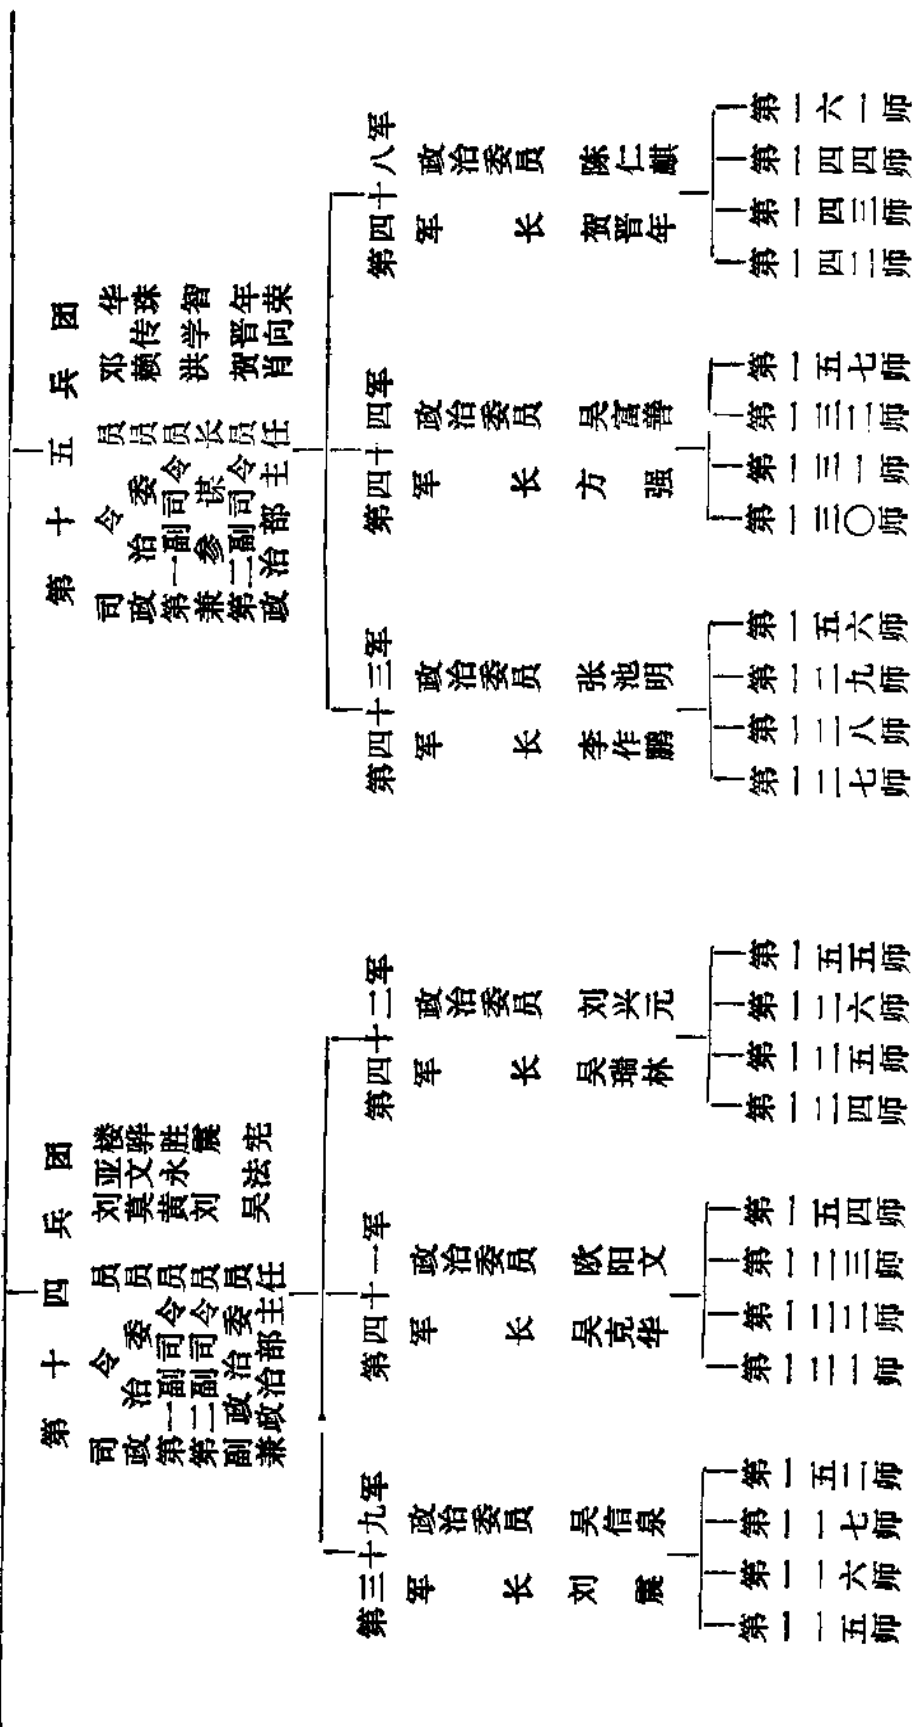 第十四兵团
司令员 刘亚楼
政治委员 莫文骅
第一副司令员 黄永胜
第二副司令员 刘震
副政治委员
兼政治部主任 吴法宪
第三十九军
军长 刘震
政治委员 吴信泉
第一一五师
第一一六师
第一一七师
第一五二师
第四十一军
军长 吴克华
政治委员 欧阳文
第一二一师
第一二二师
第一二三师
第一五四师
第四十二军
军长 吴瑞林
政治委员 刘兴元
第一二四师
第一二五师
第一二六师
第一五五师
第十五兵团
司令员 邓华
政治委员 赖传珠
第一副司令员
兼参谋长 洪学智
第二副司令员 贺晋年
政治部主任 肖向荣
第四十三军
军长 李作鹏
政治委员 张池明
第一二七师
第一二八师
第一二九师
第一五六师
第四十四军
军长 方强
政治委员 吴富善
第一三〇师
第一三一师
第一三二师
第一五七师
第四十八军
军长 贺晋年
政治委员 陈仁麒
第一四二师
第一四三师
第一四四师
第一六一师